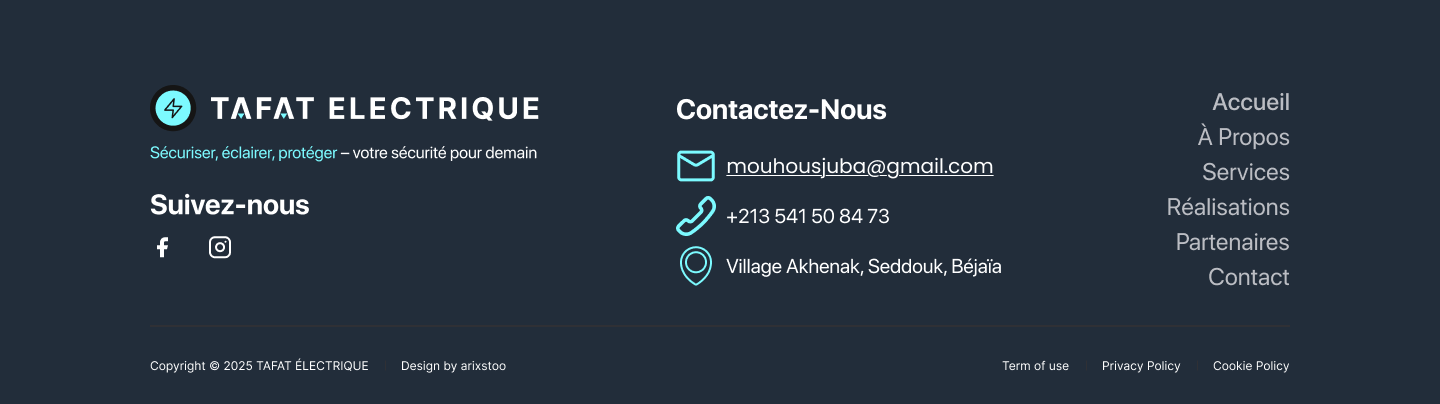 TAFAT ELECTRIQUE
Sécuriser, éclairer, protéger – votre sécurité pour demain
Suivez-nous
Contactez-Nous
mouhousjuba@gmail.com
+213 541 50 84 73
Village Akhenak, Seddouk, Béjaïa
Accueil
À Propos
Services
Réalisations
Partenaires
Contact
Copyright © 2025 TAFAT ÉLECTRIQUE
Design by arixstoo
Term of use
Privacy Policy
Cookie Policy